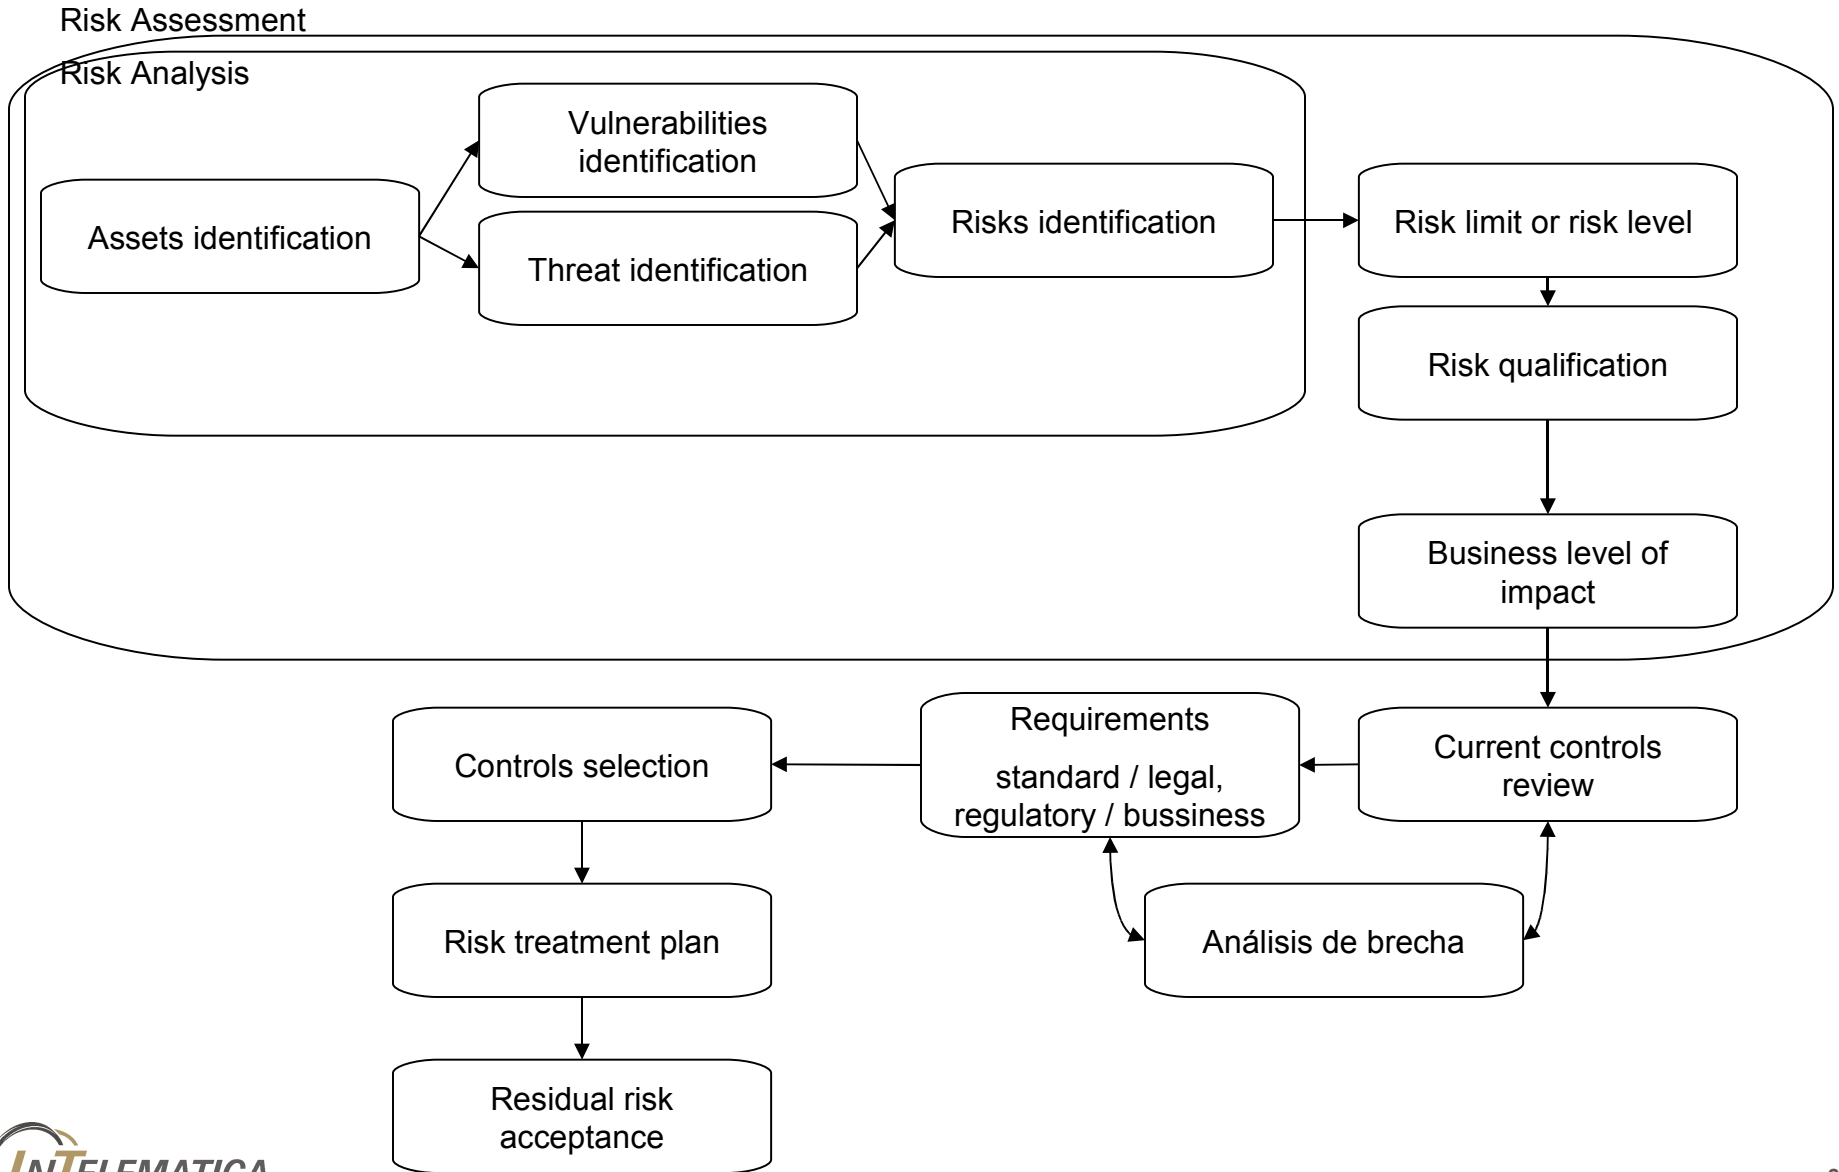 Risk Assessment
Risk Analysis
Vulnerabilities
identification
Assets identification
Threat identification
Risks identification
Risk limit or risk level
Risk qualification
Business level of
impact
Current controls
review
Requirements
standard / legal,
regulatory / bussiness
Análisis de brecha
Controls selection
Risk treatment plan
Residual risk
acceptance
INTELEMATICA